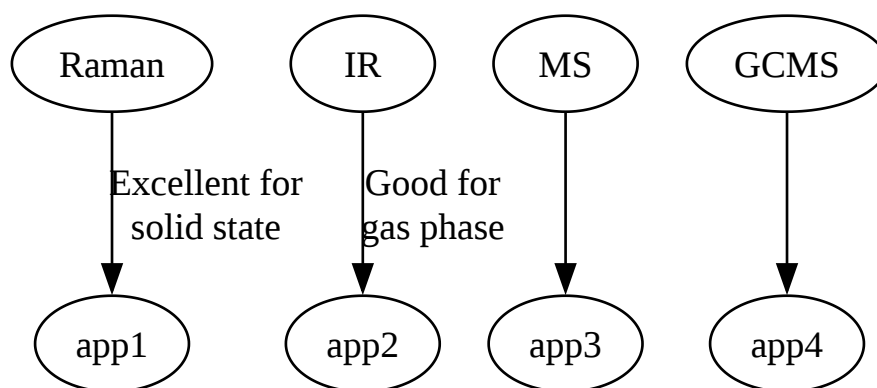 Raman
IR
MS
GCMS
Excellent for
solid state
Good for
gas phase
app1
app2
app3
app4